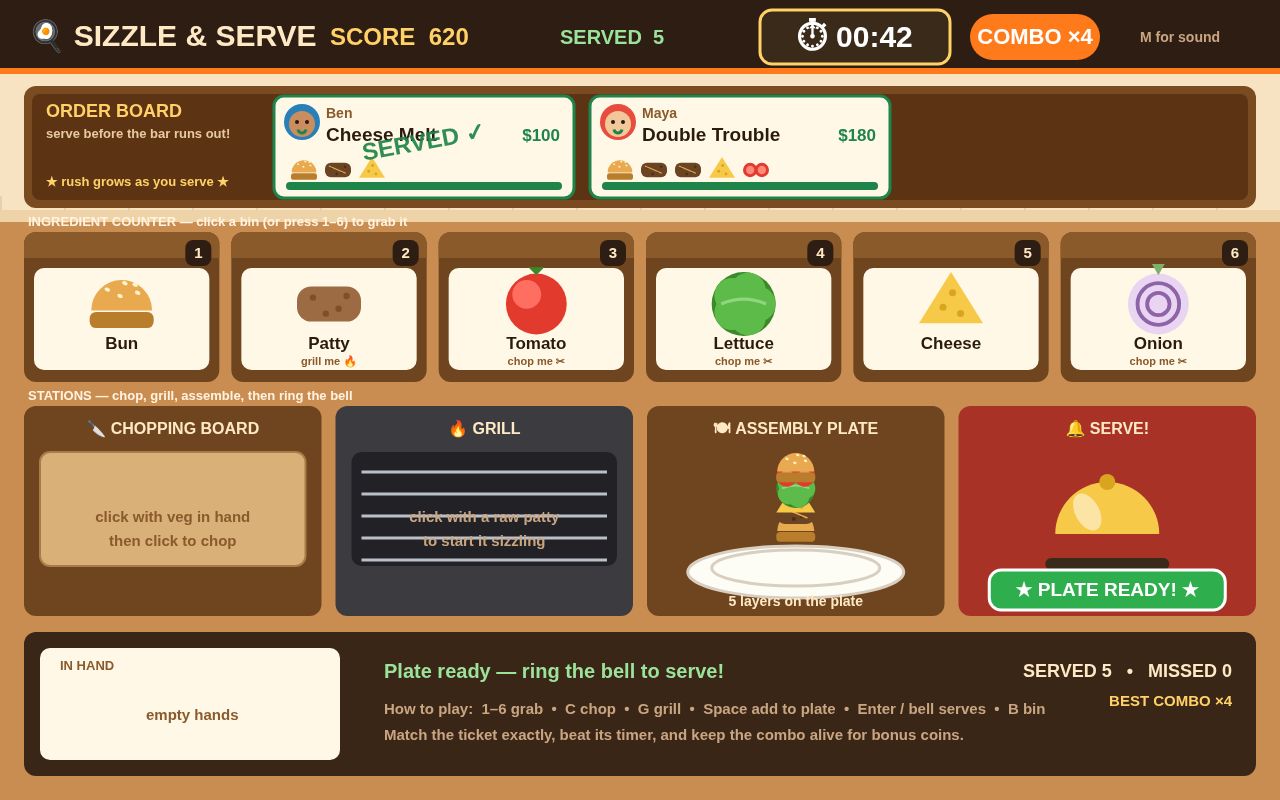 🍳 SIZZLE & SERVE
SCORE 620
SERVED 5
⏱ 00:42
COMBO ×4
M for sound
ORDER BOARD
serve before the bar runs out!
★ rush grows as you serve ★
Ben
Cheese Melt
$100
SERVED ✓
Maya
Double Trouble
$180
INGREDIENT COUNTER — click a bin (or press 1–6) to grab it
1
Bun
2
Patty
grill me 🔥
3
Tomato
chop me ✂
4
Lettuce
chop me ✂
5
Cheese
6
Onion
chop me ✂
STATIONS — chop, grill, assemble, then ring the bell
🔪 CHOPPING BOARD
click with veg in hand
then click to chop
🔥 GRILL
click with a raw patty
to start it sizzling
🍽 ASSEMBLY PLATE
5 layers on the plate
🔔 SERVE!
★ PLATE READY! ★
IN HAND
empty hands
Plate ready — ring the bell to serve!
How to play: 1–6 grab • C chop • G grill • Space add to plate • Enter / bell serves • B bin
Match the ticket exactly, beat its timer, and keep the combo alive for bonus coins.
SERVED 5 • MISSED 0
BEST COMBO ×4